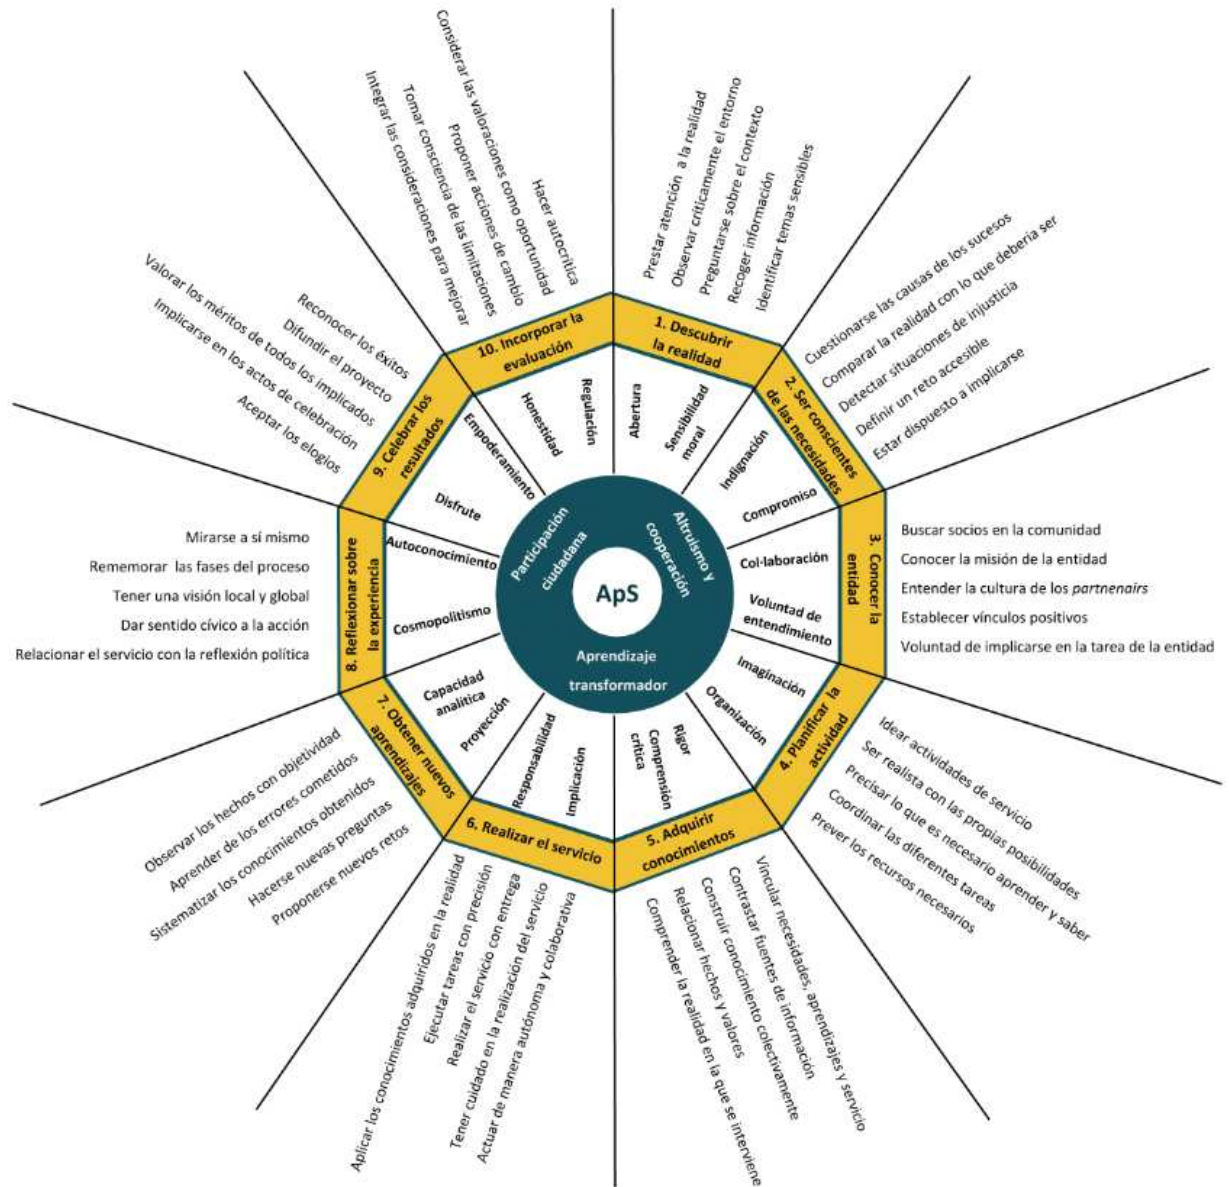 ApS
Altruismo y
cooperación
Aprendizaje
transformador
Participación
ciudadana
1. Descubrir
la realidad
Abertura
Sensibilidad
moral
Prestar atención a la realidad
Observar críticamente el entorno
Preguntarse sobre el contexto
Recoger información
Identificar temas sensibles
2. Ser conscientes
de las necesidades
Indignación
Compromiso
Cuestionarse las causas de los sucesos
Comparar la realidad con lo que debería ser
Detectar situaciones de injusticia
Definir un reto accesible
Estar dispuesto a implicarse
3. Conocer la
entidad
Col·laboración
Voluntad de
entendimiento
Buscar socios en la comunidad
Conocer la misión de la entidad
Entender la cultura de los partnenairs
Establecer vínculos positivos
Voluntad de implicarse en la tarea de la entidad
4. Planificar la
actividad
Imaginación
Organización
Idear actividades de servicio
Ser realista con las propias posibilidades
Precisar lo que es necesario aprender y saber
Coordinar las diferentes tareas
Prever los recursos necesarios
5. Adquirir
conocimientos
Rigor
Comprensión
crítica
Vincular necesidades, aprendizajes y servicio
Contrastar fuentes de información
Construir conocimiento colectivamente
Relacionar hechos y valores
Comprender la realidad en la que se interviene
6. Realizar el servicio
Responsabilidad
Implicación
Aplicar los conocimientos adquiridos en la realidad
Ejecutar tareas con precisión
Realizar el servicio con entrega
Tener cuidado en la realización del servicio
Actuar de manera autónoma y colaborativa
7. Obtener nuevos
aprendizajes
Capacidad
analítica
Proyección
Observar los hechos con objetividad
Aprender de los errores cometidos
Sistematizar los conocimientos obtenidos
Hacerse nuevas preguntas
Proponerse nuevos retos
8. Reflexionar sobre
la experiencia
Autoconocimiento
Cosmopolitismo
Mirarse a sí mismo
Rememorar las fases del proceso
Tener una visión local y global
Dar sentido cívico a la acción
Relacionar el servicio con la reflexión política
9. Celebrar los
resultados
Empoderamiento
Disfrute
Reconocer los éxitos
Difundir el proyecto
Valorar los méritos de todos los implicados
Implicarse en los actos de celebración
Aceptar los elogios
10. Incorporar la
evaluación
Honestidad
Regulación
Hacer autocrítica
Considerar las valoraciones como oportunidad
Proponer acciones de cambio
Tomar consciencia de las limitaciones
Integrar las consideraciones para mejorar